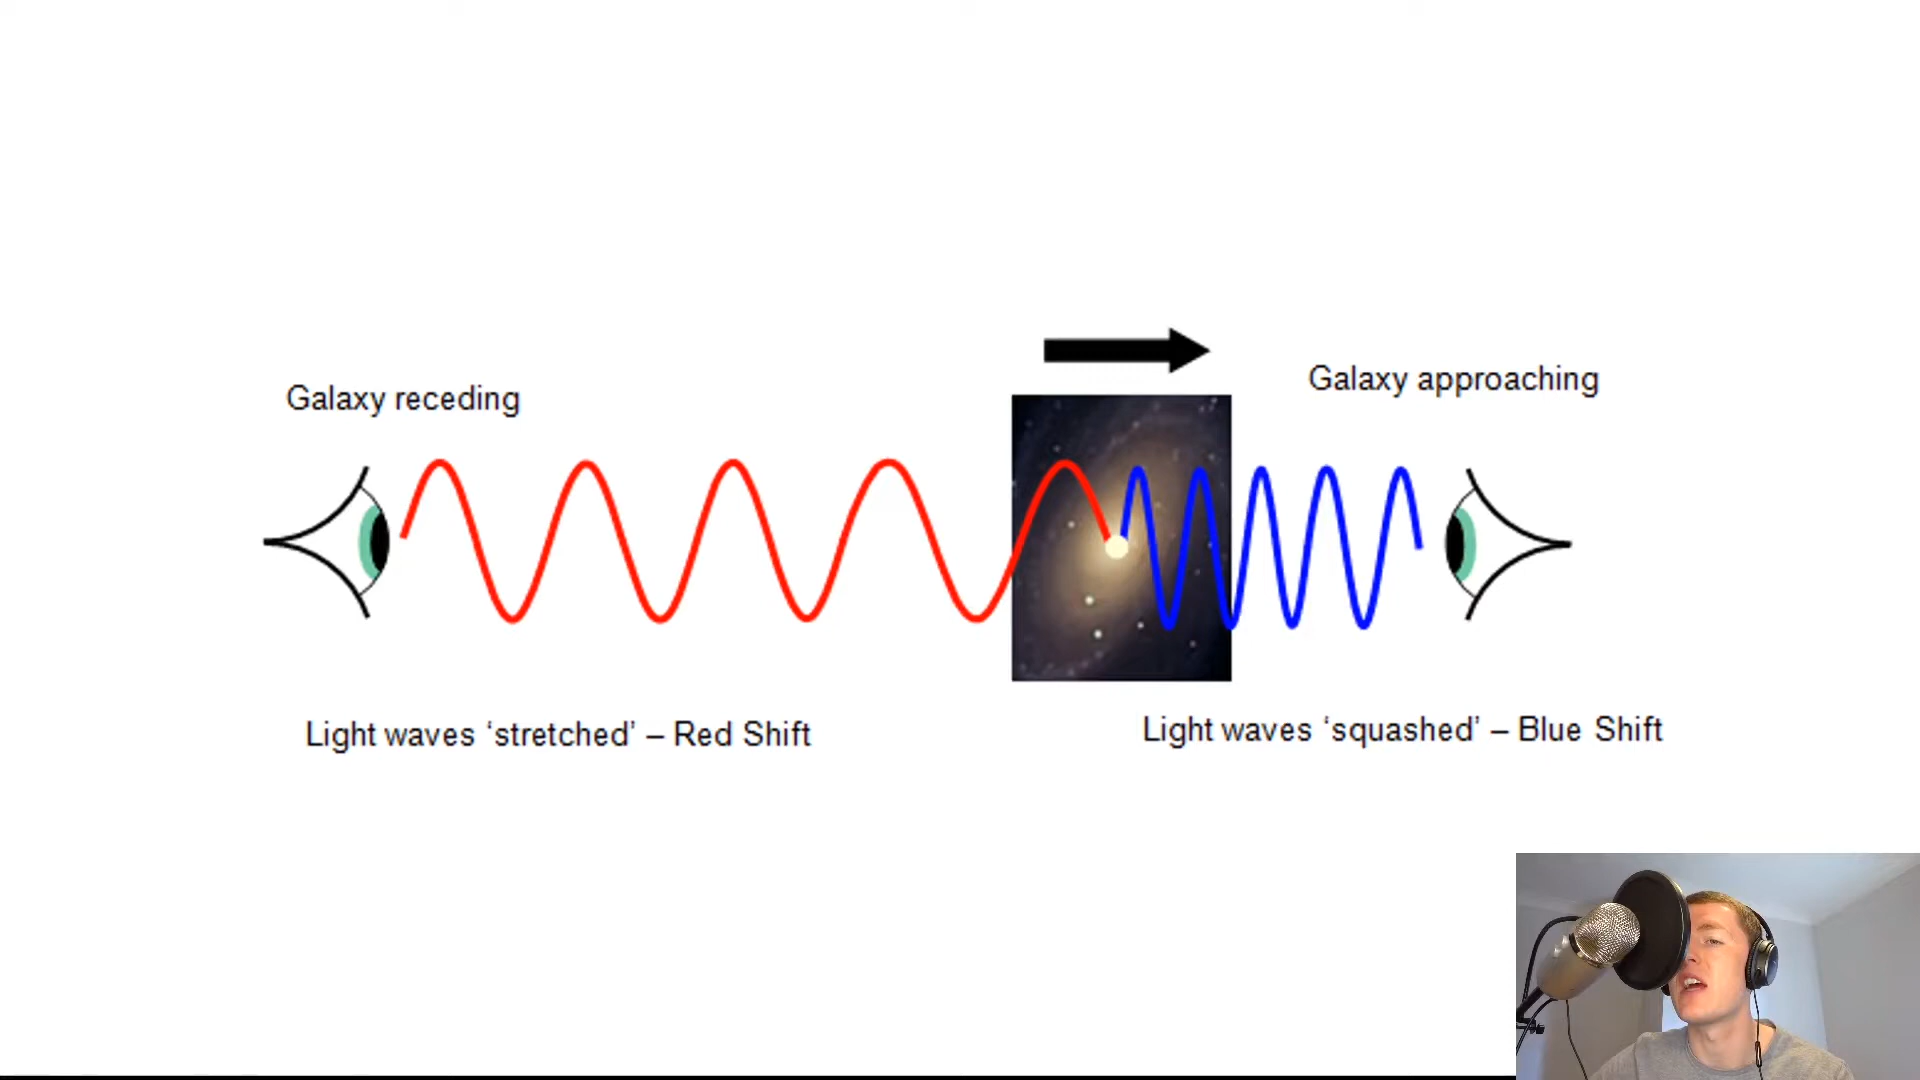 Galaxy receding
Galaxy approaching
Light waves ‘stretched’ – Red Shift
Light waves ‘squashed’ – Blue Shift